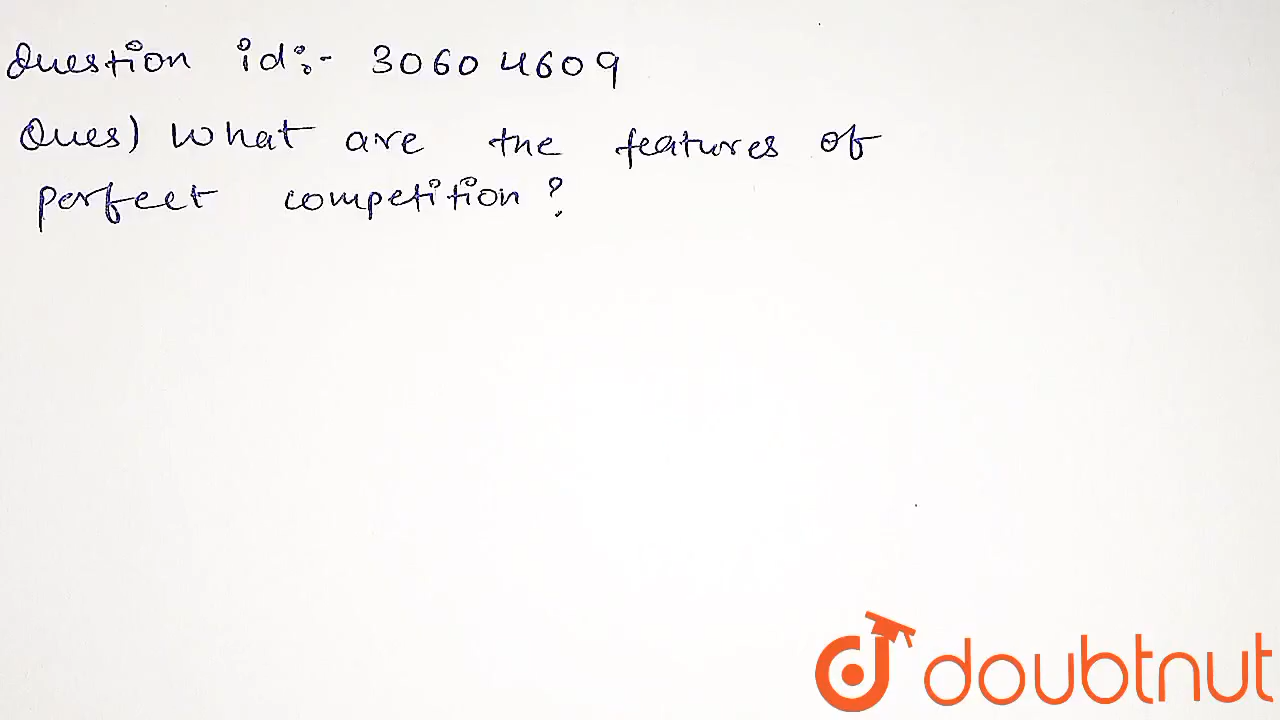 Question id:- 30604609
Ques) What are the features of
perfect competition?
doubtnut